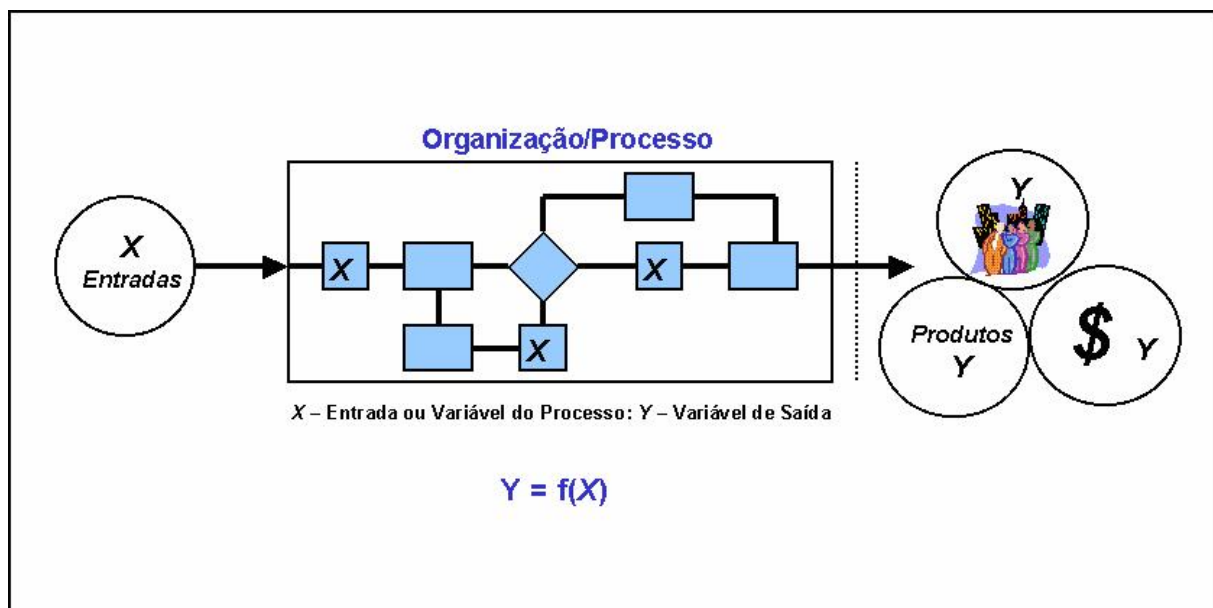 Organização/Processo
X
Entradas
X
X
X
Y
Produtos
Y
$ Y
X – Entrada ou Variável do Processo: Y – Variável de Saída
Y = f(X)